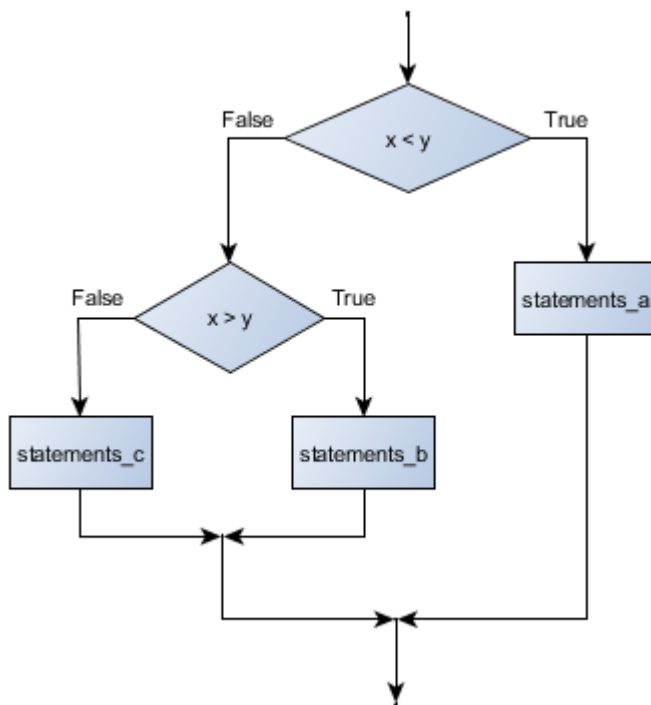 False
True
x < y
False
True
x > y
statements_a
statements_c
statements_b